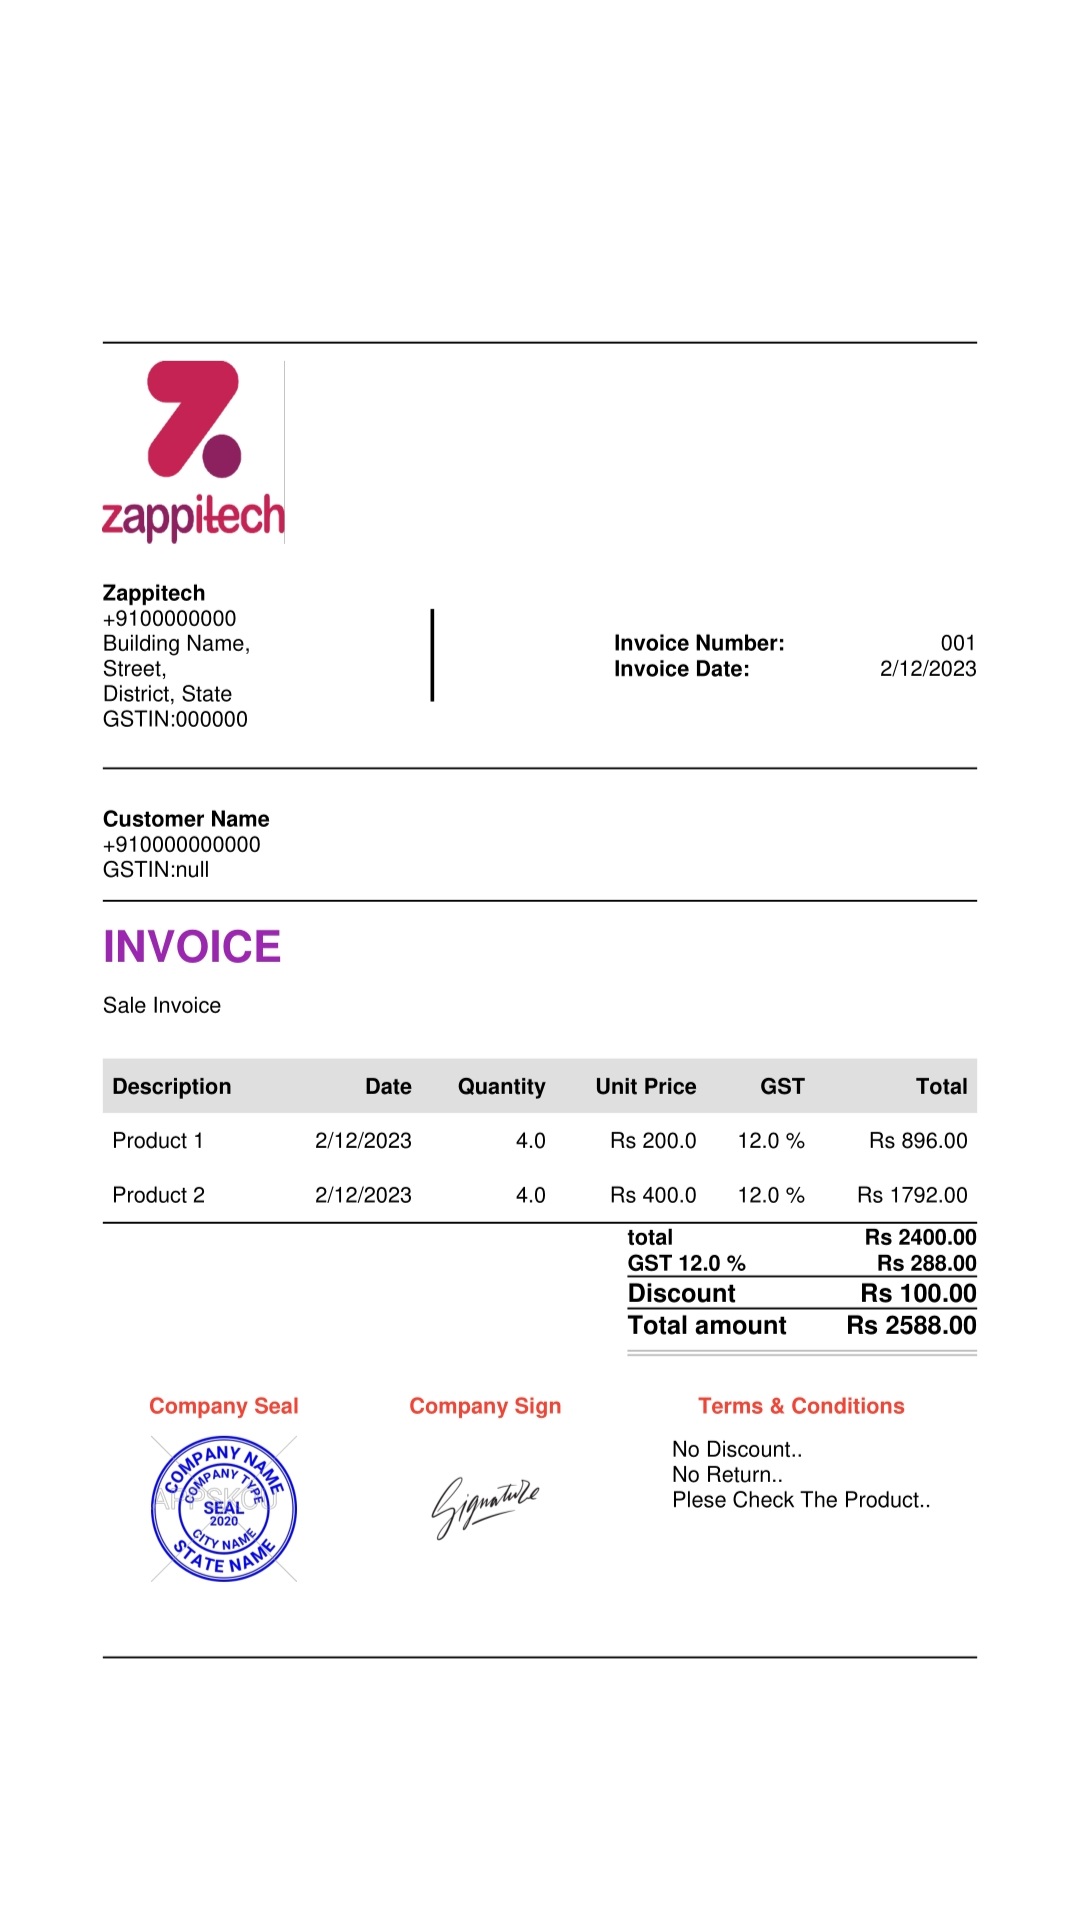 zappitech
Zappitech
+9100000000
Building Name,
Street,
District, State
GSTIN:000000
Invoice Number: 001
Invoice Date: 2/12/2023
Customer Name
+910000000000
GSTIN:null
INVOICE
Sale Invoice
Description Date Quantity Unit Price GST Total
Product 1 2/12/2023 4.0 Rs 200.0 12.0 % Rs 896.00
Product 2 2/12/2023 4.0 Rs 400.0 12.0 % Rs 1792.00
total Rs 2400.00
GST 12.0 % Rs 288.00
Discount Rs 100.00
Total amount Rs 2588.00
Company Seal Company Sign Terms & Conditions
COMPANY NAME
COMPANY TYPE
SEAL
2020
CITY NAME
STATE NAME
Signature
No Discount..
No Return..
Plese Check The Product..